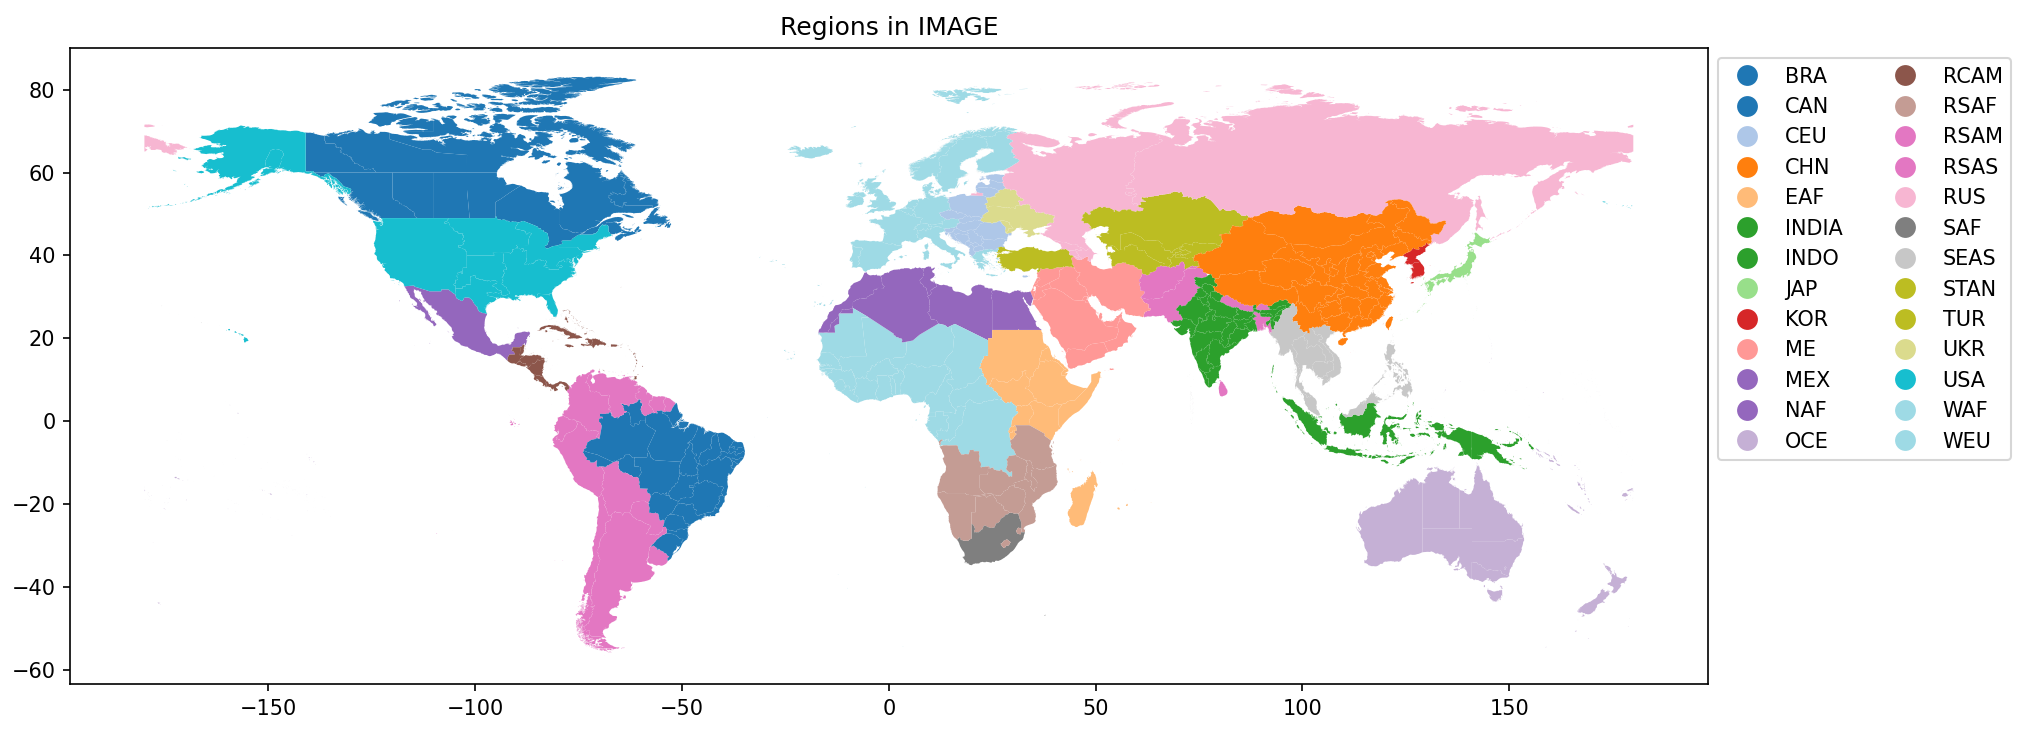 Regions in IMAGE
80
60
40
20
0
−20
−40
−60
−150
−100
−50
0
50
100
150
BRA
CAN
CEU
CHN
EAF
INDIA
INDO
JAP
KOR
ME
MEX
NAF
OCE
RCAM
RSAF
RSAM
RSAS
RUS
SAF
SEAS
STAN
TUR
UKR
USA
WAF
WEU